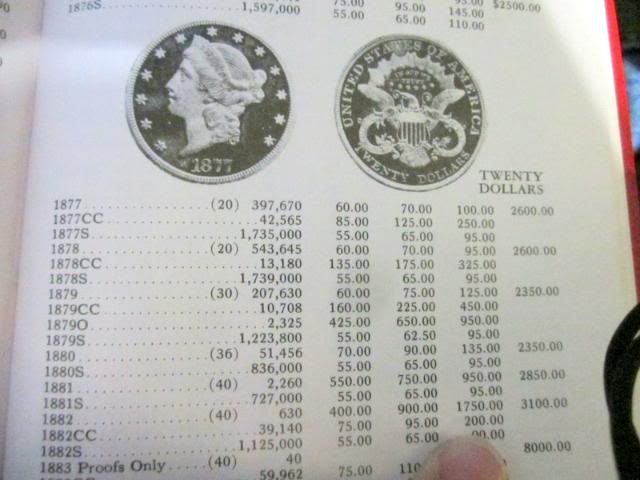 $2500.00
75.00 95.00 145.00
1876S 1,597,000 55.00 65.00 110.00
1877
UNITED STATES OF AMERICA
TWENTY DOLLARS
TWENTY
DOLLARS
1877 ........ (20) 397,670 60.00 70.00 100.00 2600.00
1877CC ........ 42,565 85.00 125.00 250.00
1877S ........ 1,735,000 55.00 65.00 95.00
1878 ........ (20) 543,645 60.00 70.00 95.00 2600.00
1878CC ........ 13,180 135.00 175.00 325.00
1878S ........ 1,739,000 55.00 65.00 95.00
1879 ........ (30) 207,630 60.00 75.00 125.00 2350.00
1879CC ........ 10,708 160.00 225.00 450.00
1879O ........ 2,325 425.00 650.00 950.00
1879S ........ 1,223,800 55.00 62.50 95.00
1880 ........ (36) 51,456 70.00 90.00 135.00 2350.00
1880S ........ 836,000 55.00 65.00 95.00
1881 ........ (40) 2,260 550.00 750.00 950.00 2850.00
1881S ........ 727,000 55.00 65.00 95.00
1882 ........ (40) 630 400.00 900.00 1750.00 3100.00
1882CC ........ 39,140 75.00 95.00 200.00
1882S ........ 1,125,000 55.00 65.00
1883 Proofs Only ..... (40) 40 8000.00
59,962 75.00 110